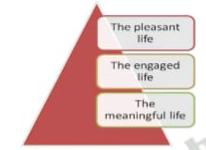 The pleasant
life
The engaged
life
The
meaningful life